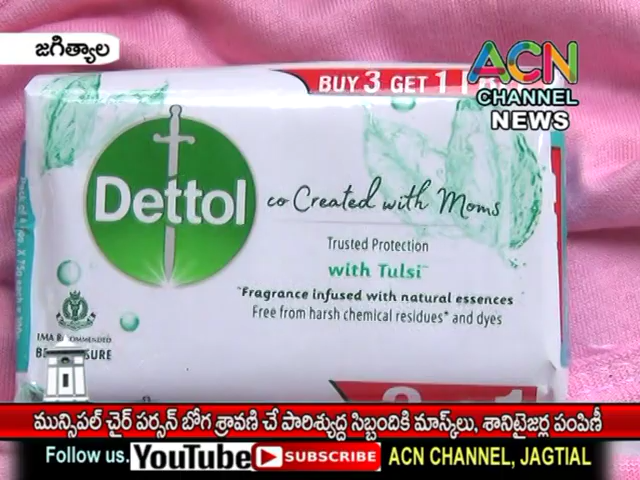 జగిత్యాల
BUY 3 GET 1
ACN
CHANNEL
NEWS
Dettol
co Created with Moms
Trusted Protection
with Tulsi
Fragrance infused with natural essences
Free from harsh chemical residues* and dyes
మున్సిపల్ చైర్ పర్సన్ బోగ శ్రావణి చే పారిశుద్ద సిబ్బందికి మాస్క్‌లు, శానిటైజర్ల పంపిణీ
Follow us. YouTube SUBSCRIBE ACN CHANNEL, JAGTIAL